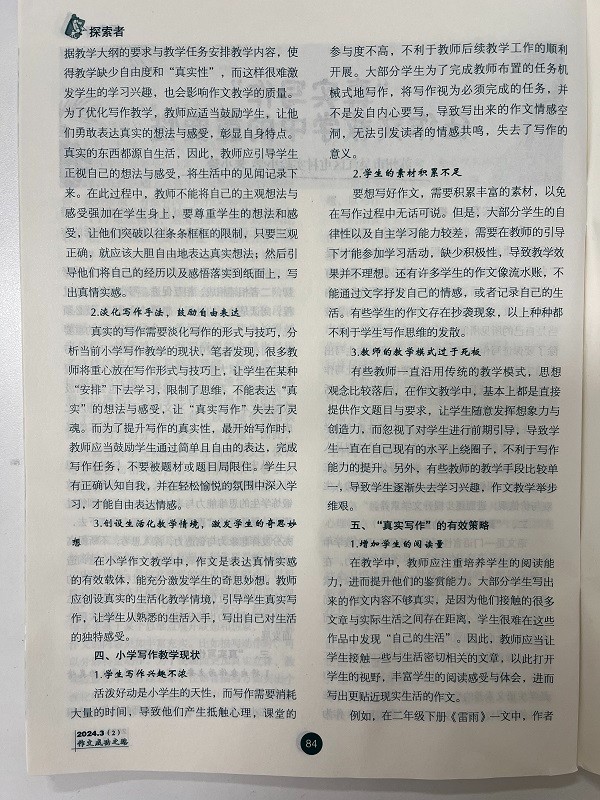 探索者
据教学大纲的要求与教学任务安排教学内容，使
得教学缺少自由度和“真实性”，而这样很难激
发学生的学习兴趣，也会影响作文教学的质量。
为了优化写作教学，教师应适当鼓励学生，让他
们勇敢表达真实的想法与感受，彰显自身特点。
真实的东西都源自生活，因此，教师应引导学生
正视自己的想法与感受，将生活中的见闻记录下
来。在此过程中，教师不能将自己的主观想法与
感受强加在学生身上，要尊重学生的想法和感
受，让他们突破以往条条框框的限制，只要三观
正确，就应该大胆自由地表达真实想法；然后引
导他们将自己的经历以及感悟落实到纸面上，写
出真情实感。
2.淡化写作手法，鼓励自由表达
真实的写作需要淡化写作的形式与技巧，分
析当前小学写作教学的现状，笔者发现，很多教
师将重心放在写作形式与技巧上，让学生在某种
“安排”下去学习，限制了思维，不能表达“真
实”的想法与感受，让“真实写作”失去了灵
魂。而为了提升写作的真实性，最开始写作时，
教师应当鼓励学生通过简单且自由的表达，完成
写作任务，不要被题材或题目局限住。学生只
有正确认知自我，并在轻松愉悦的氛围中深入学
习，才能自由表达情感。
3.创设生活化教学情境，激发学生的奇思妙
想
在小学作文教学中，作文是表达真情实感
的有效载体，能充分激发学生的奇思妙想。教师
应创设真实的生活化教学情境，引导学生真实写
作，让学生从熟悉的生活入手，写出自己对生活
的独特感受。
四、小学写作教学现状
1.学生写作兴趣不浓
活泼好动是小学生的天性，而写作需要消耗
大量的时间，导致他们产生抵触心理，课堂的
参与度不高，不利于教师后续教学工作的顺利
开展。大部分学生为了完成教师布置的任务机
械式地写作，将写作视为必须完成的任务，并
不是发自内心要写，导致写出来的作文情感空
洞，无法引发读者的情感共鸣，失去了写作的
意义。
2.学生的素材积累不足
要想写好作文，需要积累丰富的素材，以免
在写作过程中无话可说。但是，大部分学生的自
律性以及自主学习能力较差，需要在教师的引导
下才能参加学习活动，缺少积极性，导致教学效
果并不理想。还有许多学生的作文像流水账，不
能通过文字抒发自己的情感，或者记录自己的生
活。有些学生的作文存在抄袭现象，以上种种都
不利于学生写作思维的发散。
3.教师的教学模式过于死板
有些教师一直沿用传统的教学模式，思想
观念比较落后，在作文教学中，基本上都是直接
提供作文题目与要求，让学生随意发挥想象力与
创造力，而忽视了对学生进行前期引导，导致学
生一直在自己现有的水平上绕圈子，不利于写作
能力的提升。另外，有些教师的教学手段比较单
一，导致学生逐渐失去学习兴趣，作文教学举步
维艰。
五、“真实写作”的有效策略
1.增加学生的阅读量
在教学中，教师应注重培养学生的阅读能
力，进而提升他们的鉴赏能力。大部分学生写出
来的作文内容不够真实，是因为他们接触的很多
文章与实际生活之间存在距离，学生很难在这些
作品中发现“自己的生活”。因此，教师应当让
学生接触一些与生活密切相关的文章，以此打开
学生的视野，丰富学生的阅读感受与体会，进而
写出更贴近现实生活的作文。
例如，在二年级下册《雷雨》一文中，作者
2024.3（2）
作文成功之路
84